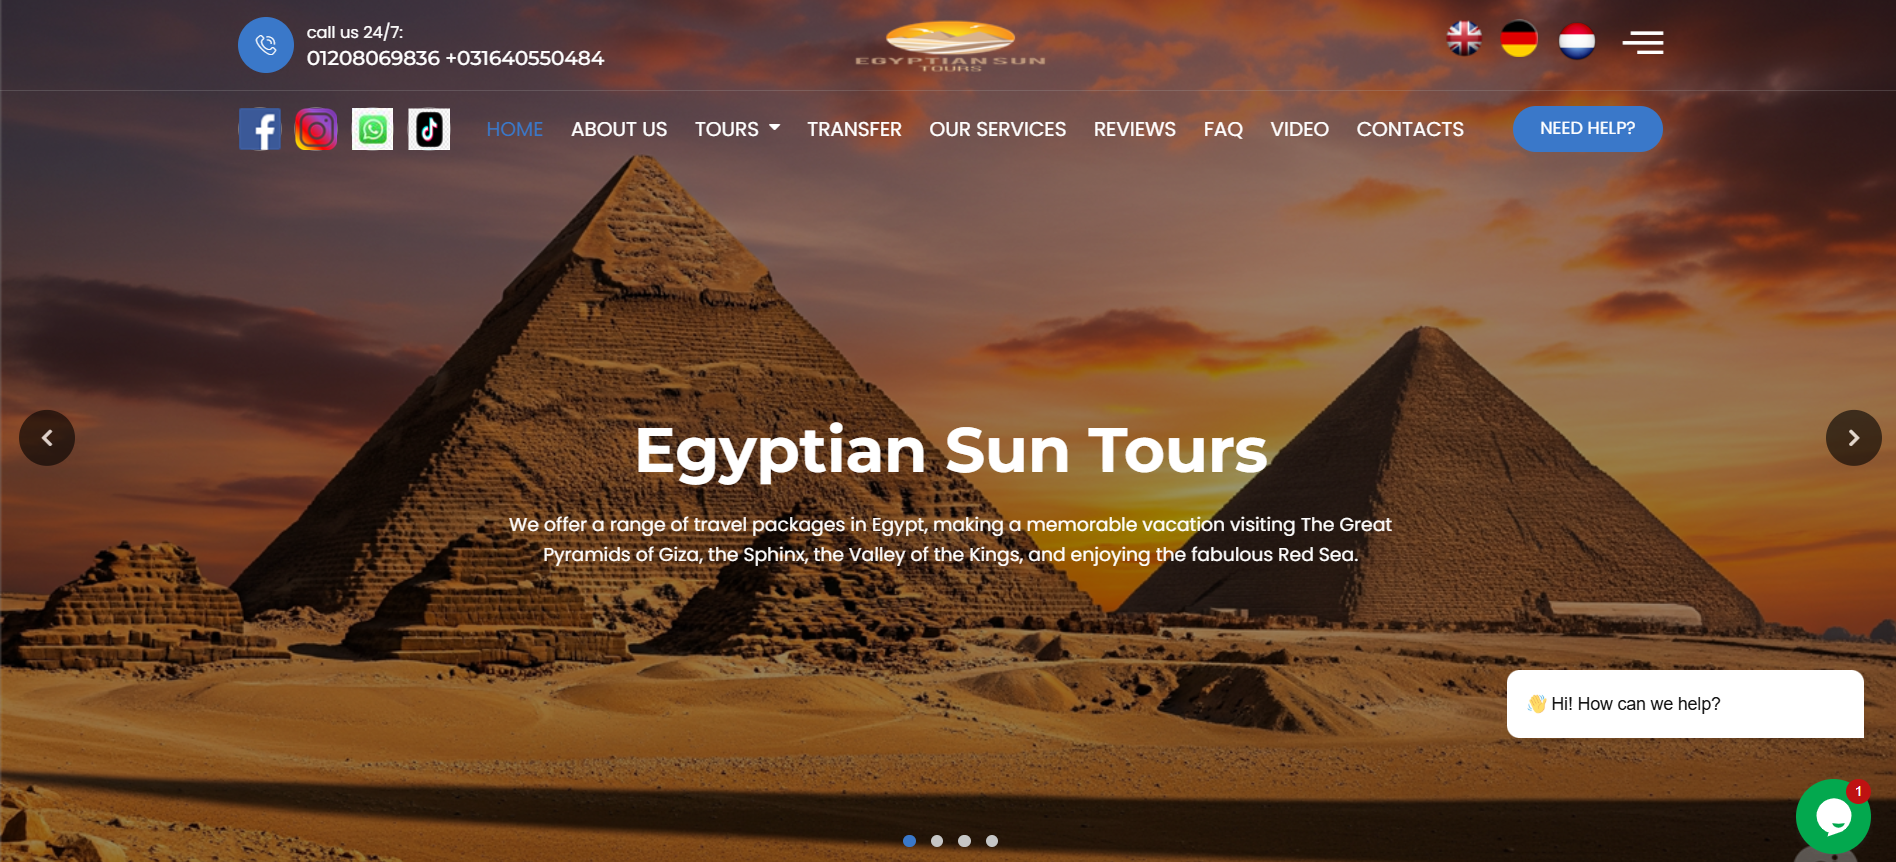 call us 24/7:
01208069836 +031640550484
EGYPTIAN SUN
TOURS
HOME
ABOUT US
TOURS
TRANSFER
OUR SERVICES
REVIEWS
FAQ
VIDEO
CONTACTS
NEED HELP?
Egyptian Sun Tours
We offer a range of travel packages in Egypt, making a memorable vacation visiting The Great
Pyramids of Giza, the Sphinx, the Valley of the Kings, and enjoying the fabulous Red Sea.
👋 Hi! How can we help?
1